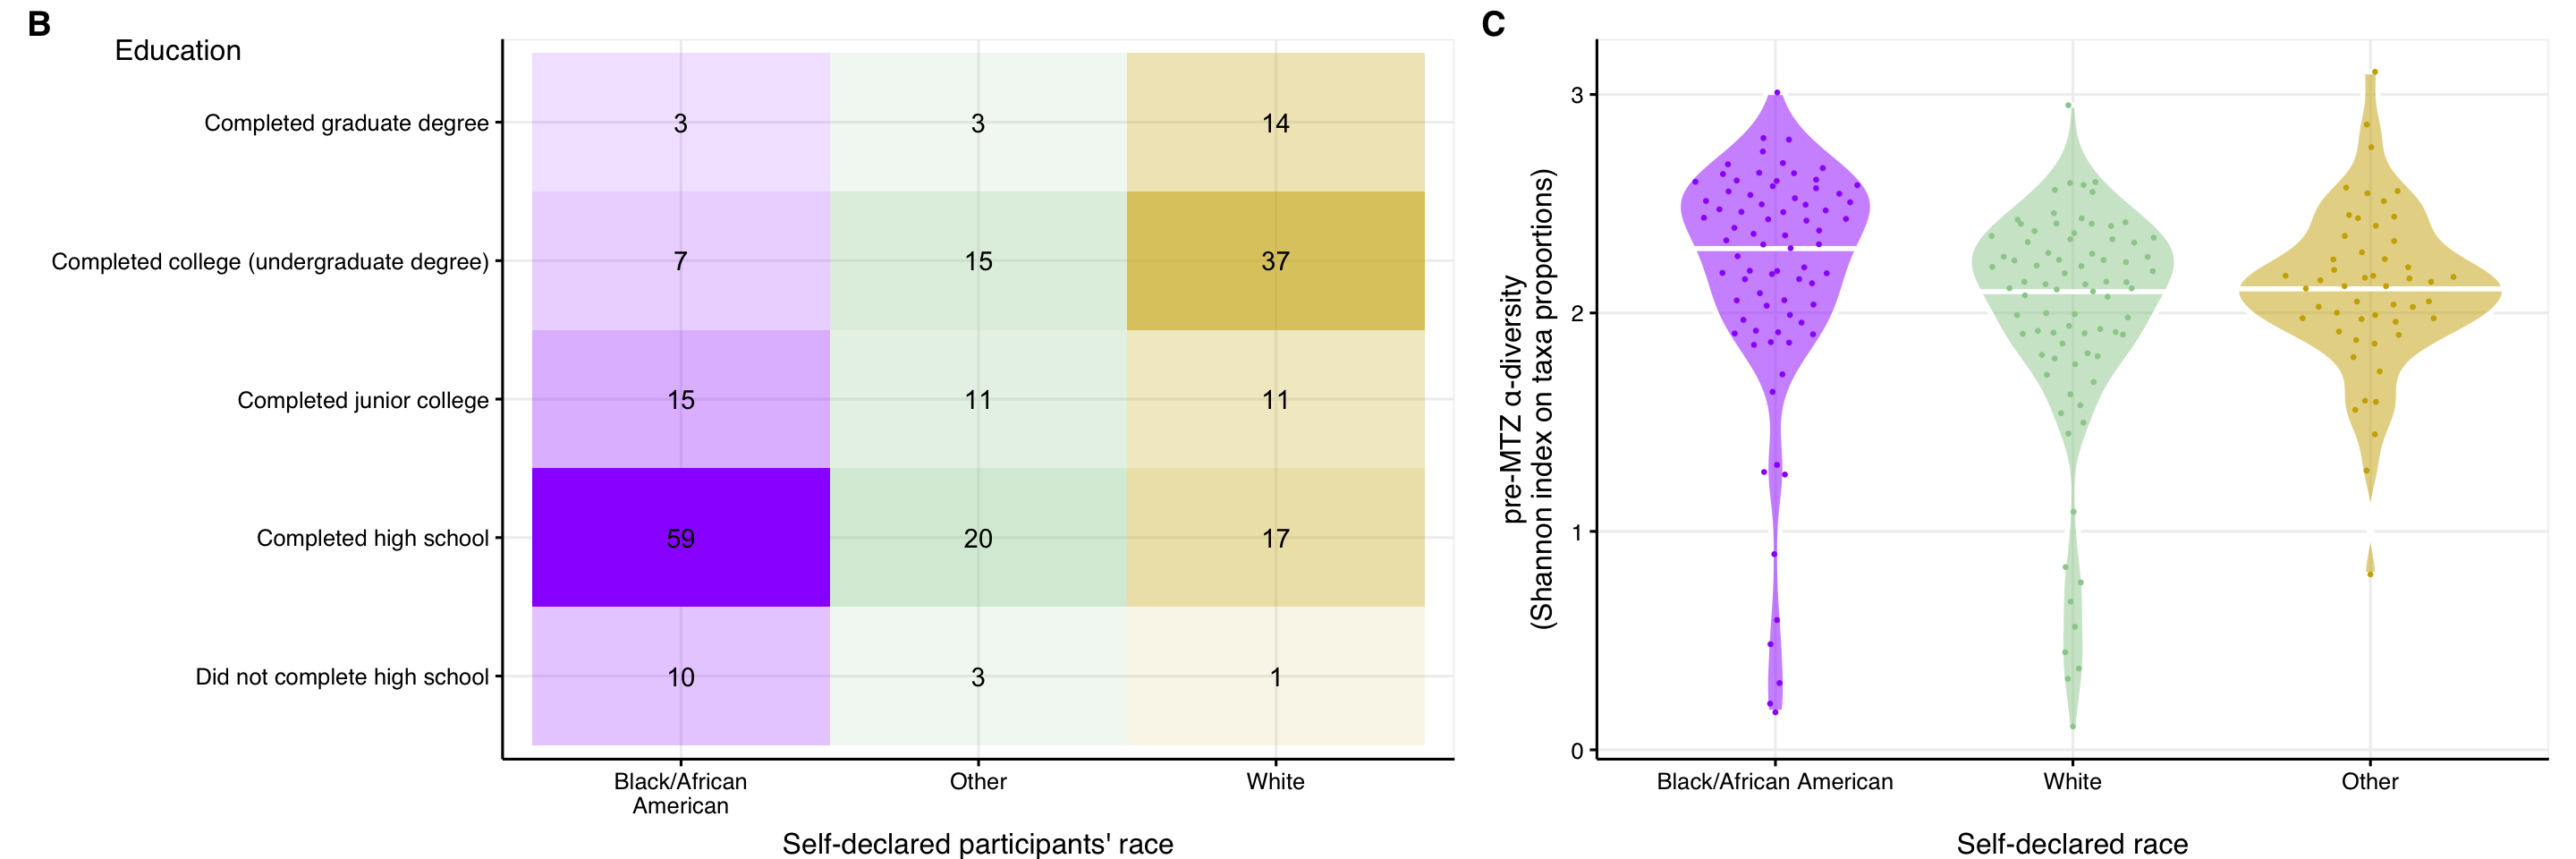 B
Education
Completed graduate degree
3 3 14
Completed college (undergraduate degree)
7 15 37
Completed junior college
15 11 11
Completed high school
59 20 17
Did not complete high school
10 3 1
Black/African
American
Other
White
Self-declared participants' race
C
pre-MTZ α-diversity
(Shannon index on taxa proportions)
3
2
1
0
Black/African American
White
Other
Self-declared race